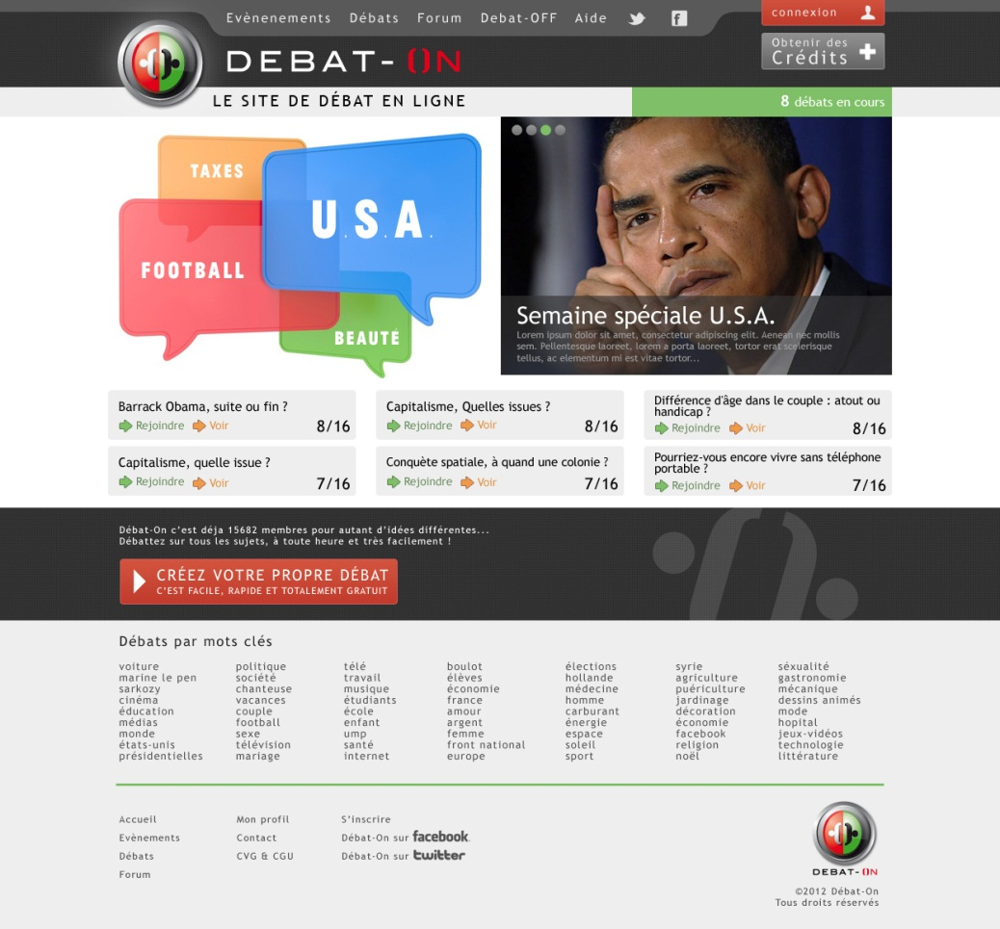 Evènenements Débats Forum Debat-OFF Aide
connexion
Obtenir des
Crédits
DEBAT-ON
LE SITE DE DÉBAT EN LIGNE
8 débats en cours
TAXES
U.S.A.
FOOTBALL
BEAUTÉ
Semaine spéciale U.S.A.
Lorem ipsum dolor sit amet, consectetur adipiscing elit. Aenean nec mollis
sem. Pellentesque laoreet, lorem a porta laoreet, tortor erat scelerisque
tellus, ac elementum mi est vitae tortor...
Barrack Obama, suite ou fin ?
Rejoindre Voir 8/16
Capitalisme, Quelles issues ?
Rejoindre Voir 8/16
Différence d'âge dans le couple : atout ou
handicap ?
Rejoindre Voir 8/16
Capitalisme, quelle issue ?
Rejoindre Voir 7/16
Conquète spatiale, à quand une colonie ?
Rejoindre Voir 7/16
Pourriez-vous encore vivre sans téléphone
portable ?
Rejoindre Voir 7/16
Débat-On c'est déja 15682 membres pour autant d'idées différentes...
Débattez sur tous les sujets, à toute heure et très facilement !
CRÉEZ VOTRE PROPRE DÉBAT
C'EST FACILE, RAPIDE ET TOTALEMENT GRATUIT
Débats par mots clés
voiture politique télé boulot élections syrie séxualité
marine le pen société travail élèves hollande agriculture gastronomie
sarkozy chanteuse musique économie médecine puériculture mécanique
cinéma vacances étudiants france homme jardinage dessins animés
éducation couple école amour carburant décoration mode
médias football enfant argent énergie économie hopital
monde sexe ump femme espace facebook jeux-vidéos
états-unis télévision santé front national soleil religion technologie
présidentielles mariage internet europe sport noël littérature
Accueil Mon profil S'inscrire
Evènements Contact Débat-On sur facebook
Débats CVG & CGU Débat-On sur twitter
Forum
DEBAT-ON
©2012 Débat-On
Tous droits réservés